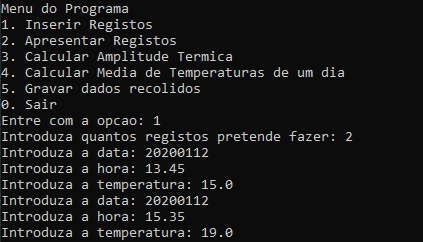 Menu do Programa
1. Inserir Registos
2. Apresentar Registos
3. Calcular Amplitude Termica
4. Calcular Media de Temperaturas de um dia
5. Gravar dados recolidos
0. Sair
Entre com a opcao: 1
Introduza quantos registos pretende fazer: 2
Introduza a data: 20200112
Introduza a hora: 13.45
Introduza a temperatura: 15.0
Introduza a data: 20200112
Introduza a hora: 15.35
Introduza a temperatura: 19.0